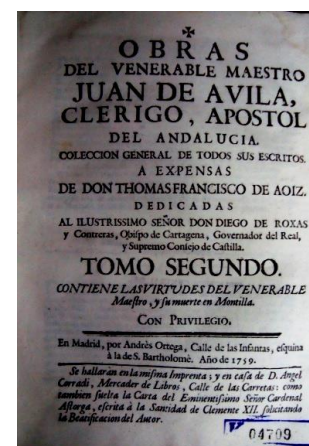 OBRAS
DEL VENERABLE MAESTRO
JUAN DE AVILA,
CLERIGO, APOSTOL
DEL ANDALUCIA.
COLECCION GENERAL DE TODOS SUS ESCRITOS.
A EXPENSAS
DE DON THOMAS FRANCISCO DE AOIZ.
DEDICADAS
AL ILUSTRISSIMO SEÑOR DON DIEGO DE ROXAS
y Contreras, Obispo de Cartagena, Governador del Real,
y Supremo Consejo de Castilla.
TOMO SEGUNDO.
CONTIENE LAS VIRTUDES DEL VENERABLE
Maestro, y su muerte en Montilla.
CON PRIVILEGIO.
En Madrid, por Andrès Ortega, Calle de las Infantas, esquina
à la de S. Bartholomè. Año de 1759.
Se hallaràn en la misma Imprenta; y en casa de D. Angel
Corradi, Mercader de Libros, Calle de las Carretas: como
tambien suelta la Carta del Eminentissimo Señor Cardenal
Astorga, escrita à la Santidad de Clemente XII. solicitando
la Beatificacion del Autor.
04709